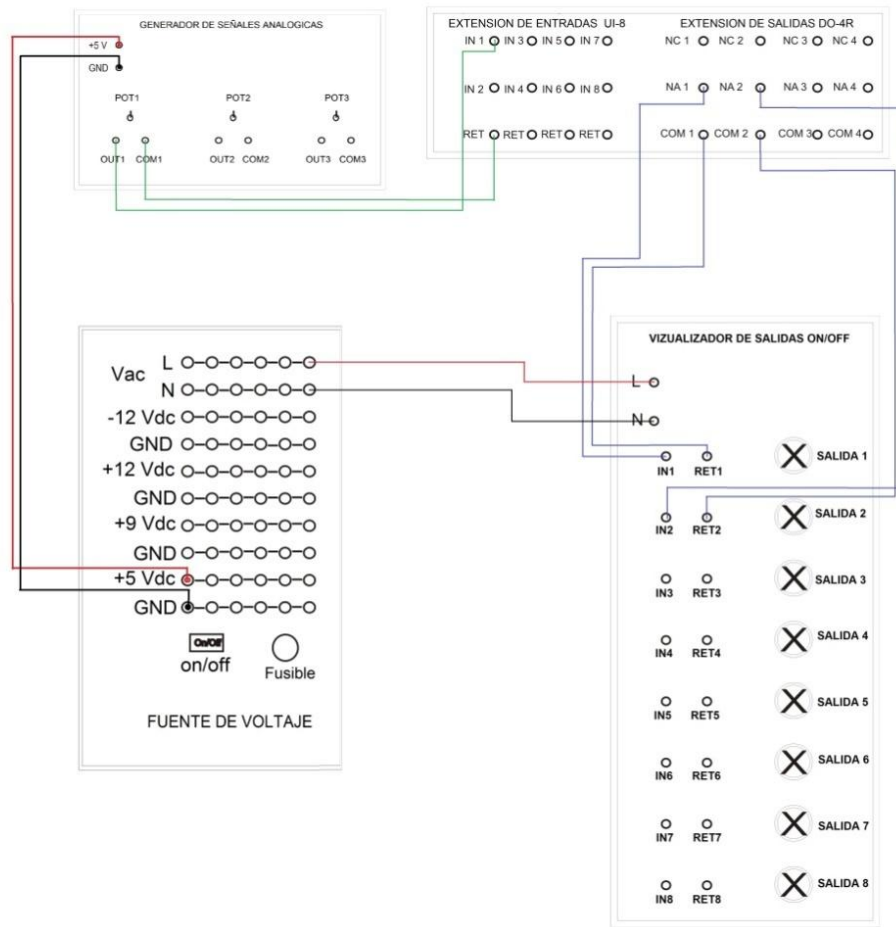 GENERADOR DE SEÑALES ANALOGICAS
+5 V
GND
POT1 POT2 POT3
OUT1 COM1 OUT2 COM2 OUT3 COM3
EXTENSION DE ENTRADAS UI-8 EXTENSION DE SALIDAS DO-4R
IN 1 IN 3 IN 5 IN 7 NC 1 NC 2 NC 3 NC 4
IN 2 IN 4 IN 6 IN 8 NA 1 NA 2 NA 3 NA 4
RET RET RET RET COM 1 COM 2 COM 3 COM 4
Vac
L
N
-12 Vdc
GND
+12 Vdc
GND
+9 Vdc
GND
+5 Vdc
GND
On/Off
on/off Fusible
FUENTE DE VOLTAJE
VIZUALIZADOR DE SALIDAS ON/OFF
L
N
IN1 RET1 SALIDA 1
IN2 RET2 SALIDA 2
IN3 RET3 SALIDA 3
IN4 RET4 SALIDA 4
IN5 RET5 SALIDA 5
IN6 RET6 SALIDA 6
IN7 RET7 SALIDA 7
IN8 RET8 SALIDA 8